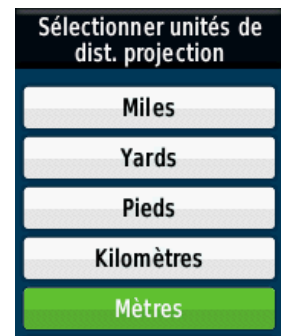 Sélectionner unités de
dist. projection
Miles
Yards
Pieds
Kilomètres
Mètres